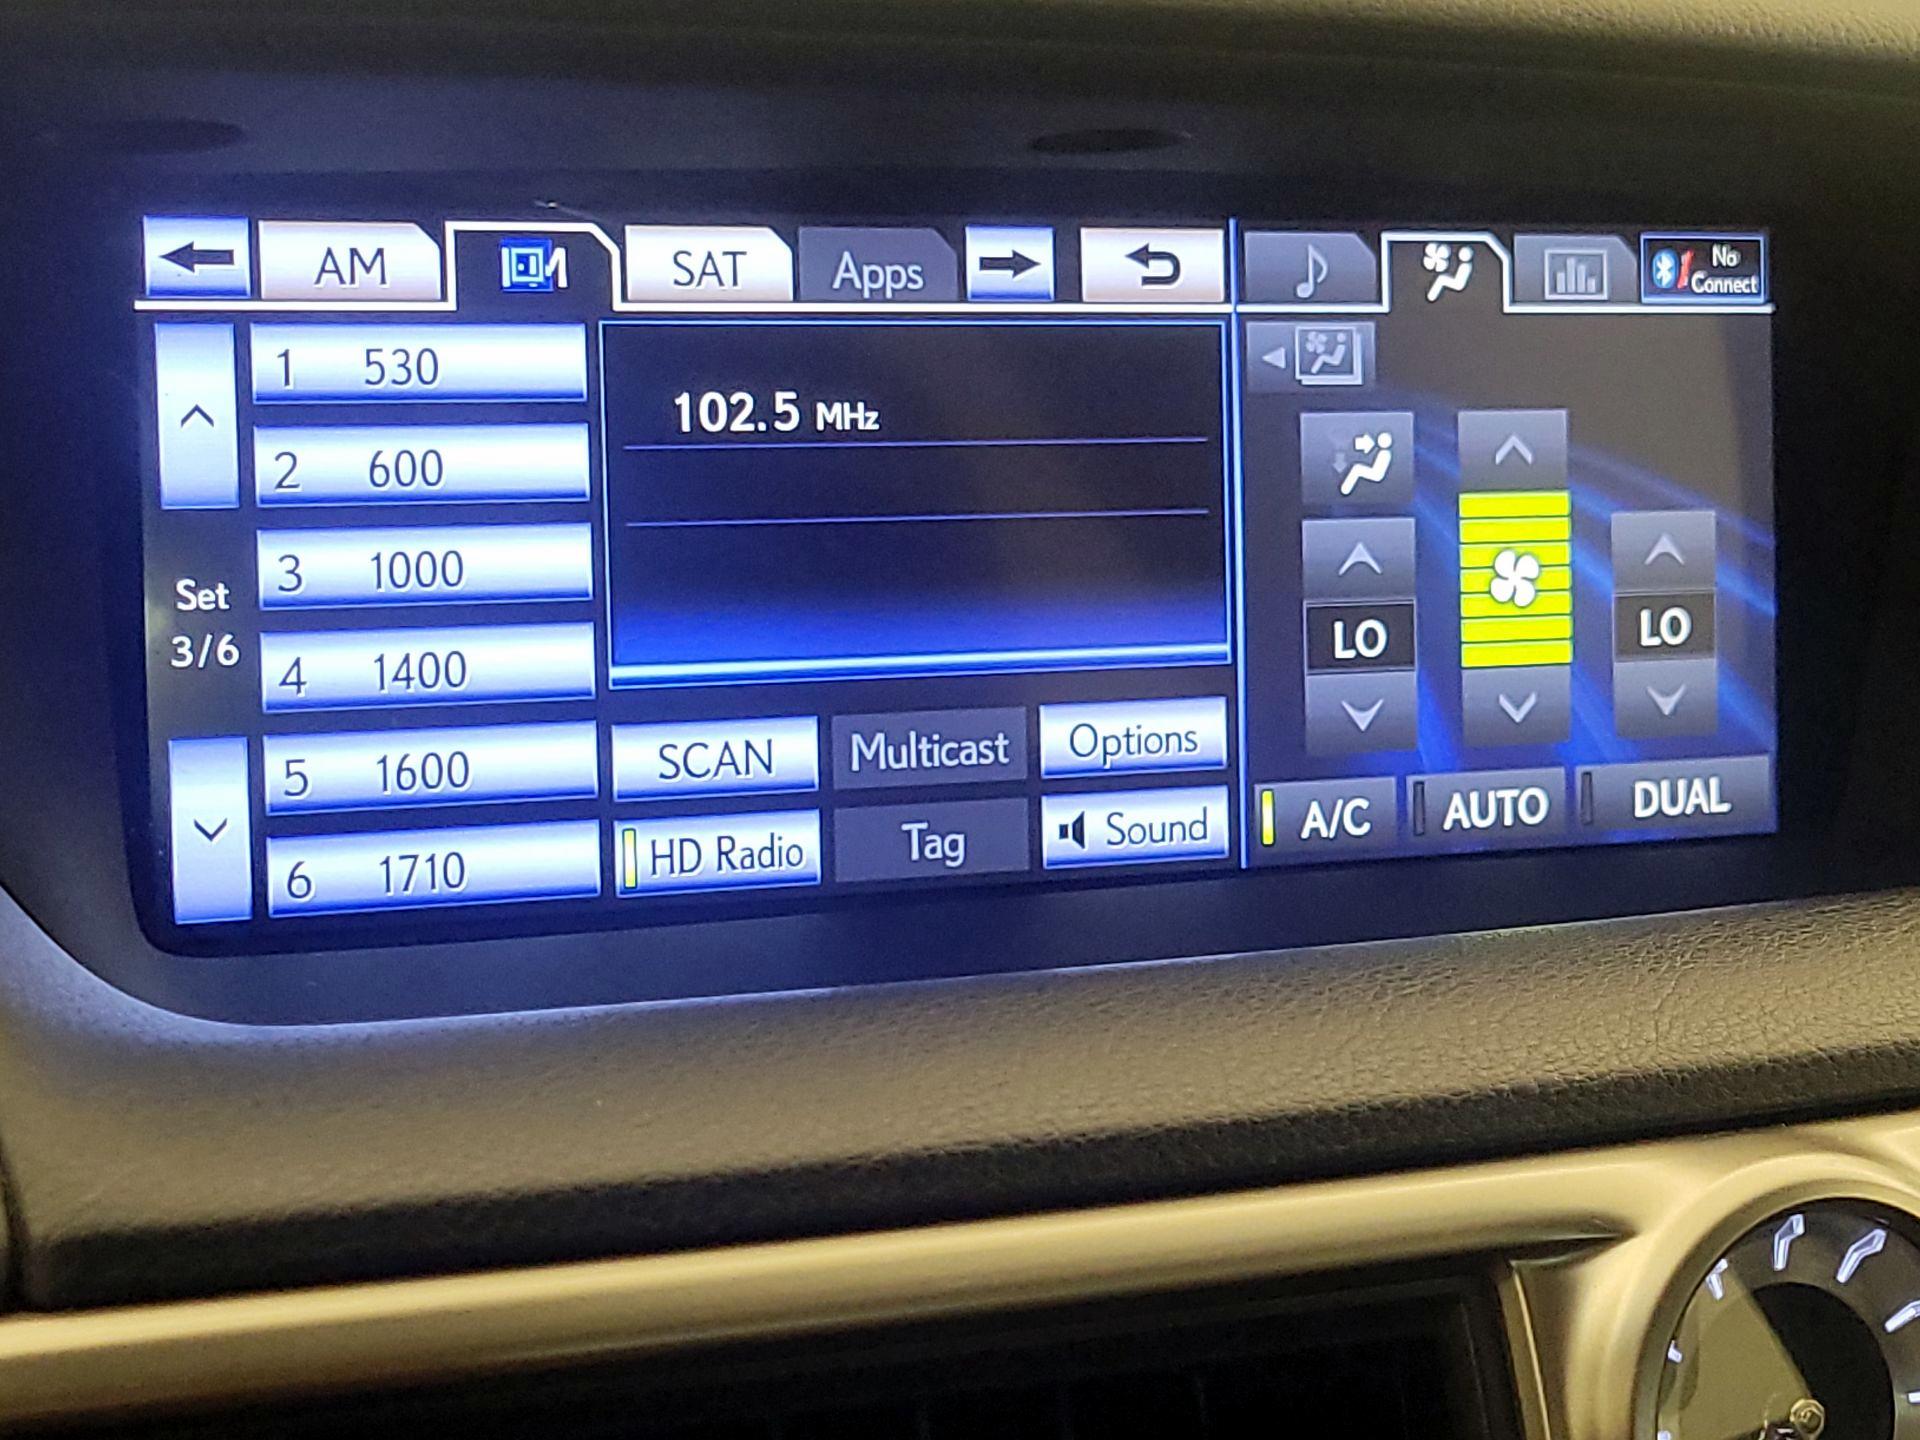 AM
SAT
Apps
No
Connect
1 530
2 600
3 1000
4 1400
5 1600
6 1710
Set
3/6
102.5 MHz
SCAN
Multicast
Options
HD Radio
Tag
Sound
LO
LO
A/C
AUTO
DUAL